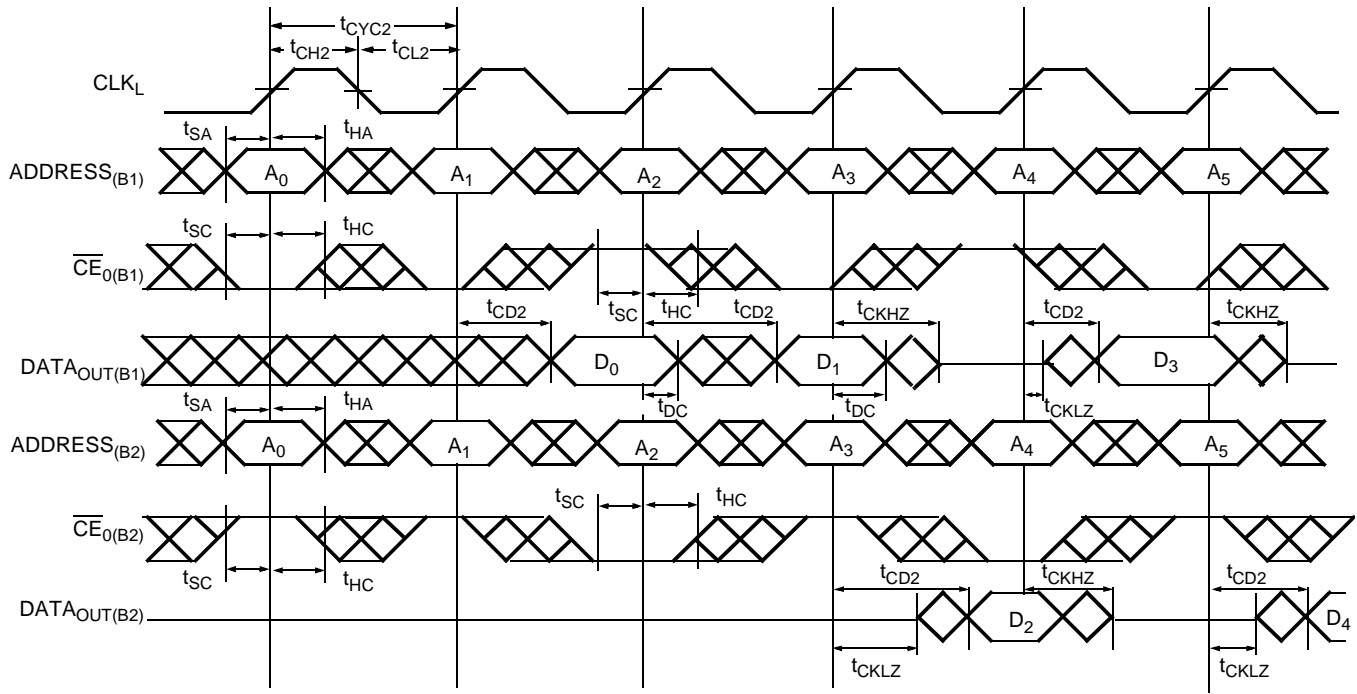 tCYC2
tCH2 tCL2
CLKL
tSA tHA
ADDRESS(B1) A0 A1 A2 A3 A4 A5
tSC tHC
CE0(B1)
tSC tHC
tCD2 tCD2 tCKHZ tCD2 tCKHZ
DATAOUT(B1) D0 D1 D3
tDC tDC tCKLZ
tSA tHA
ADDRESS(B2) A0 A1 A2 A3 A4 A5
tSC tHC
CE0(B2)
tSC tHC
tCD2 tCKHZ tCD2
DATAOUT(B2) D2 D4
tCKLZ tCKLZ